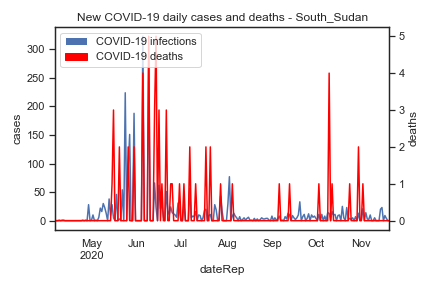 New COVID-19 daily cases and deaths - South_Sudan
COVID-19 infections
COVID-19 deaths
300
250
200
150
100
50
0
cases
5
4
3
2
1
0
deaths
May Jun Jul Aug Sep Oct Nov
2020
dateRep